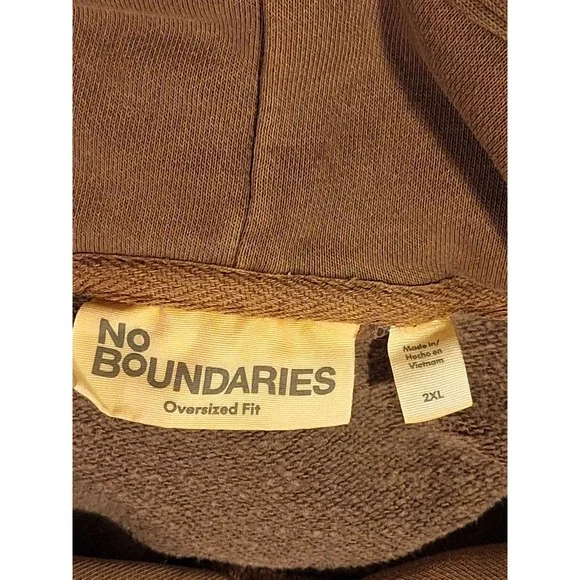 NO
BOUNDARIES
Oversized Fit
Made in/
Hecho en
Vietnam
2XL